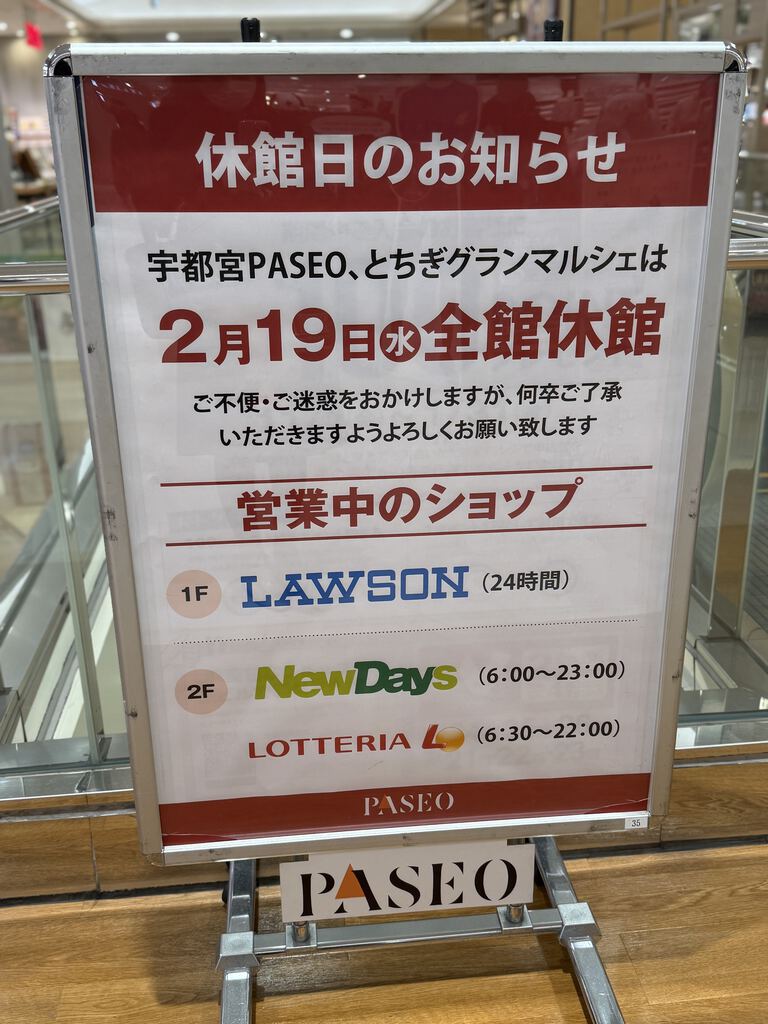 休館日のお知らせ
宇都宮PASEO、とちぎグランマルシェは
2月19日㊌全館休館
ご不便・ご迷惑をおかけしますが、何卒ご了承
いただきますようよろしくお願い致します
営業中のショップ
1F LAWSON (24時間)
2F NewDays (6:00〜23:00)
LOTTERIA (6:30〜22:00)
PASEO
35
PASEO